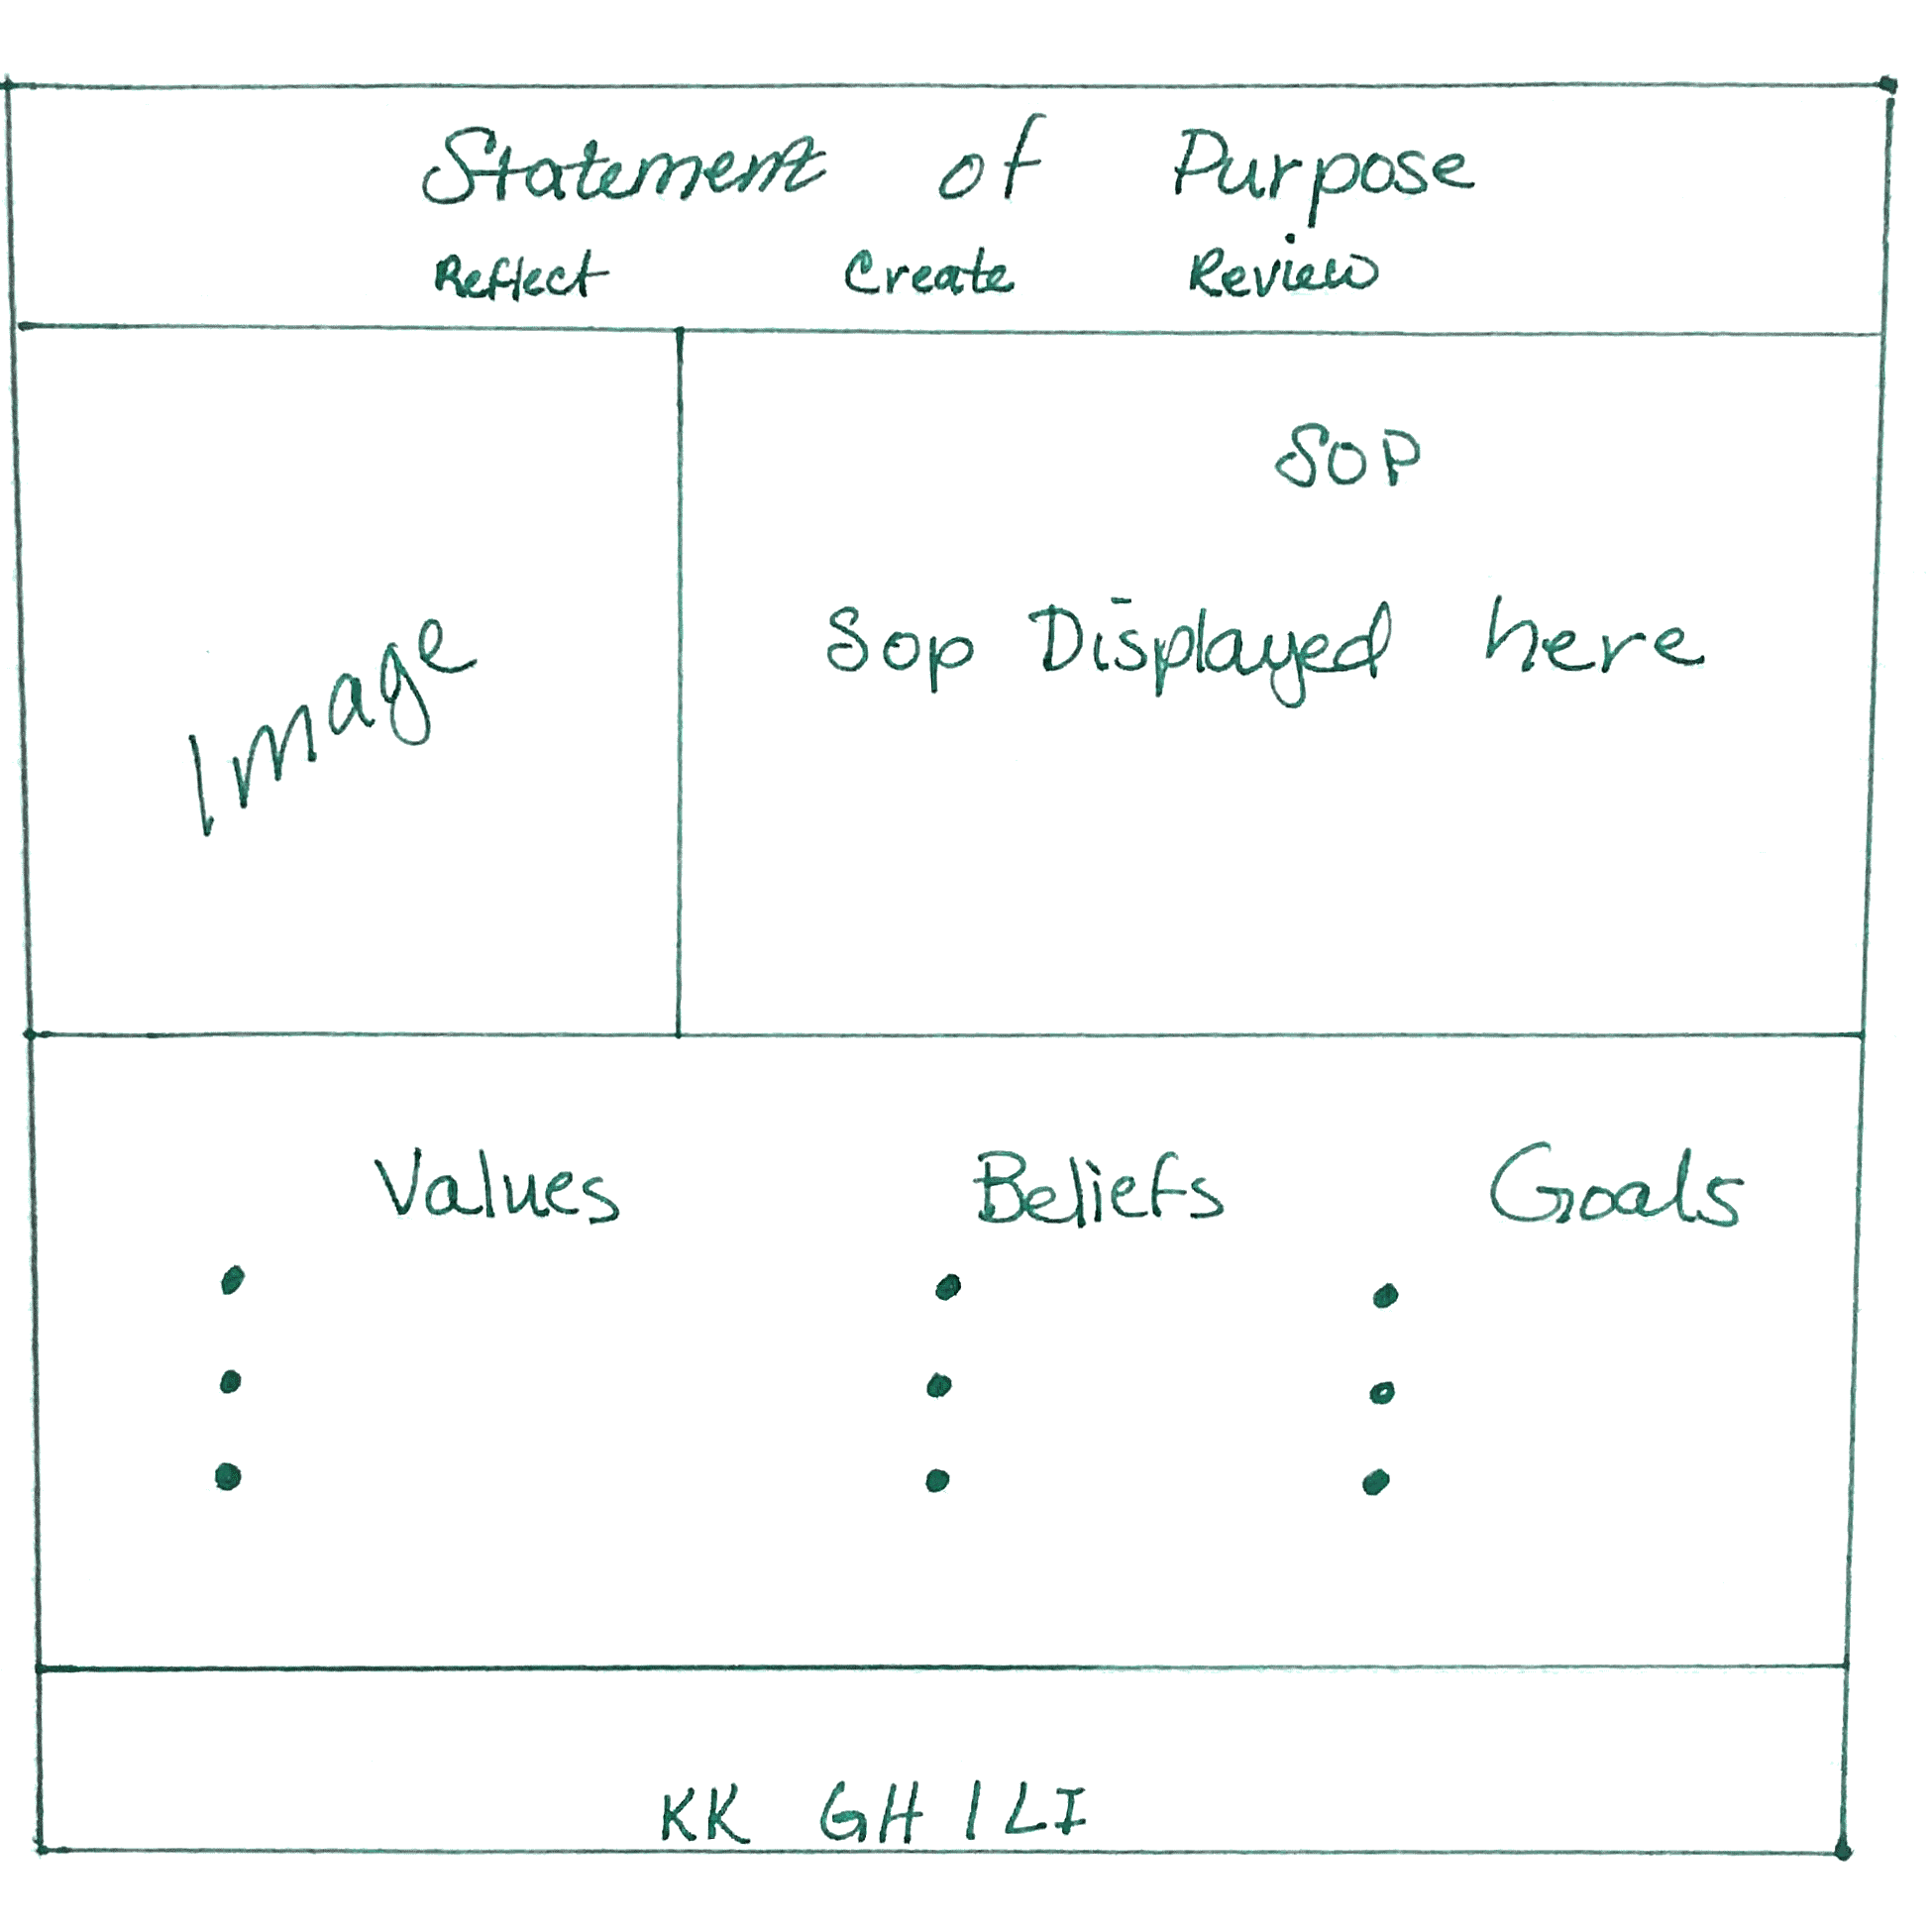 Statement of Purpose
Reflect Create Review
Image
SOP
Sop Displayed here
Values Beliefs Goals
KK GH | LI